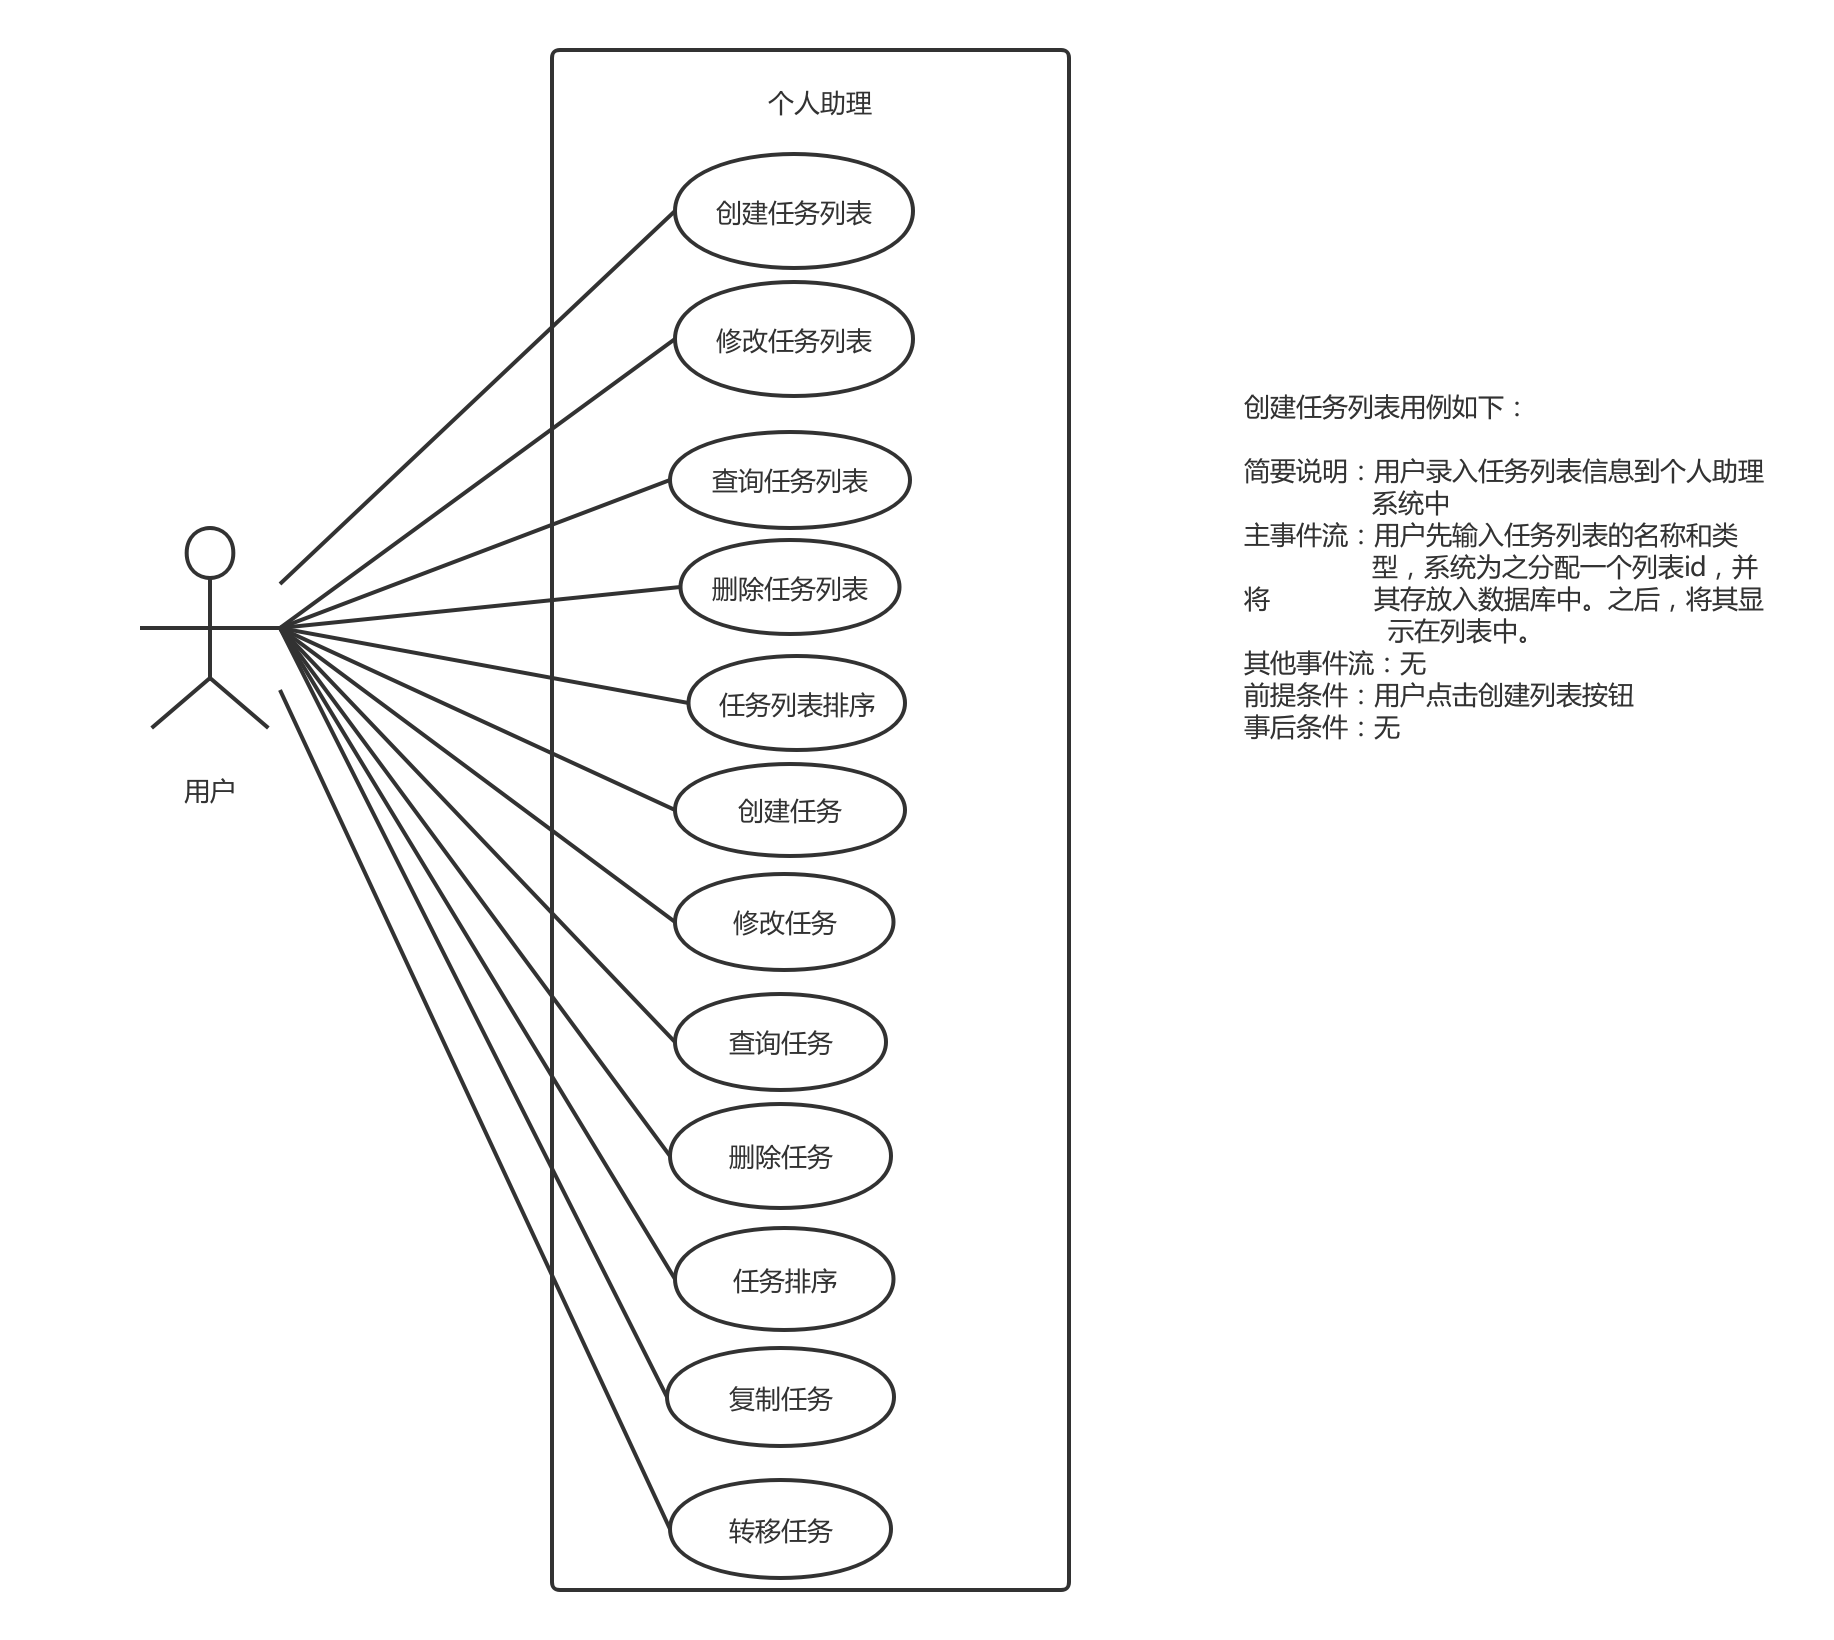 个人助理
创建任务列表
修改任务列表
查询任务列表
删除任务列表
任务列表排序
创建任务
修改任务
查询任务
删除任务
任务排序
复制任务
转移任务
用户
创建任务列表用例如下：
简要说明：用户录入任务列表信息到个人助理
系统中
主事件流：用户先输入任务列表的名称和类
型，系统为之分配一个列表id，并
将 其存放入数据库中。之后，将其显
示在列表中。
其他事件流：无
前提条件：用户点击创建列表按钮
事后条件：无